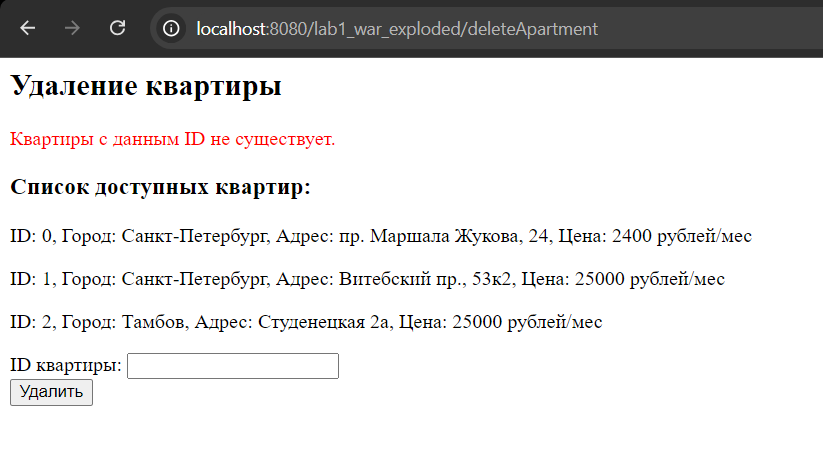 localhost:8080/lab1_war_exploded/deleteApartment
Удаление квартиры
Квартиры с данным ID не существует.
Список доступных квартир:
ID: 0, Город: Санкт-Петербург, Адрес: пр. Маршала Жукова, 24, Цена: 2400 рублей/мес
ID: 1, Город: Санкт-Петербург, Адрес: Витебский пр., 53к2, Цена: 25000 рублей/мес
ID: 2, Город: Тамбов, Адрес: Студенецкая 2а, Цена: 25000 рублей/мес
ID квартиры:
Удалить